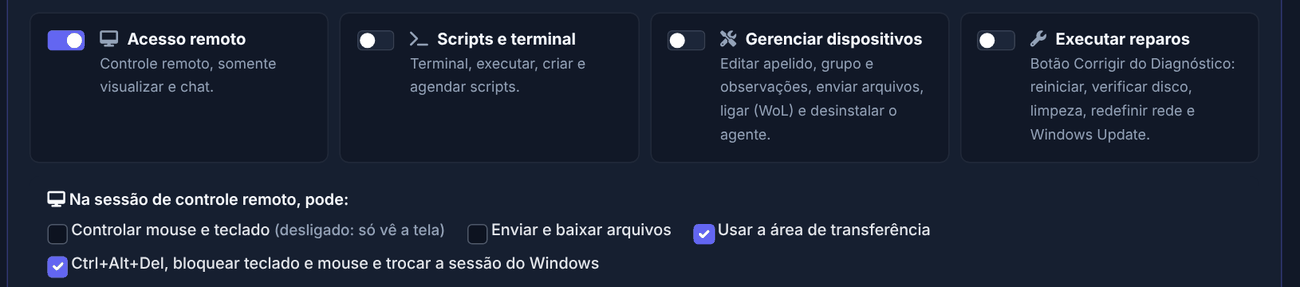 Acesso remoto
Controle remoto, somente
visualizar e chat.
Scripts e terminal
Terminal, executar, criar e
agendar scripts.
Gerenciar dispositivos
Editar apelido, grupo e
observações, enviar arquivos,
ligar (WoL) e desinstalar o
agente.
Executar reparos
Botão Corrigir do Diagnóstico:
reiniciar, verificar disco,
limpeza, redefinir rede e
Windows Update.
Na sessão de controle remoto, pode:
Controlar mouse e teclado (desligado: só vê a tela) Enviar e baixar arquivos Usar a área de transferência
Ctrl+Alt+Del, bloquear teclado e mouse e trocar a sessão do Windows